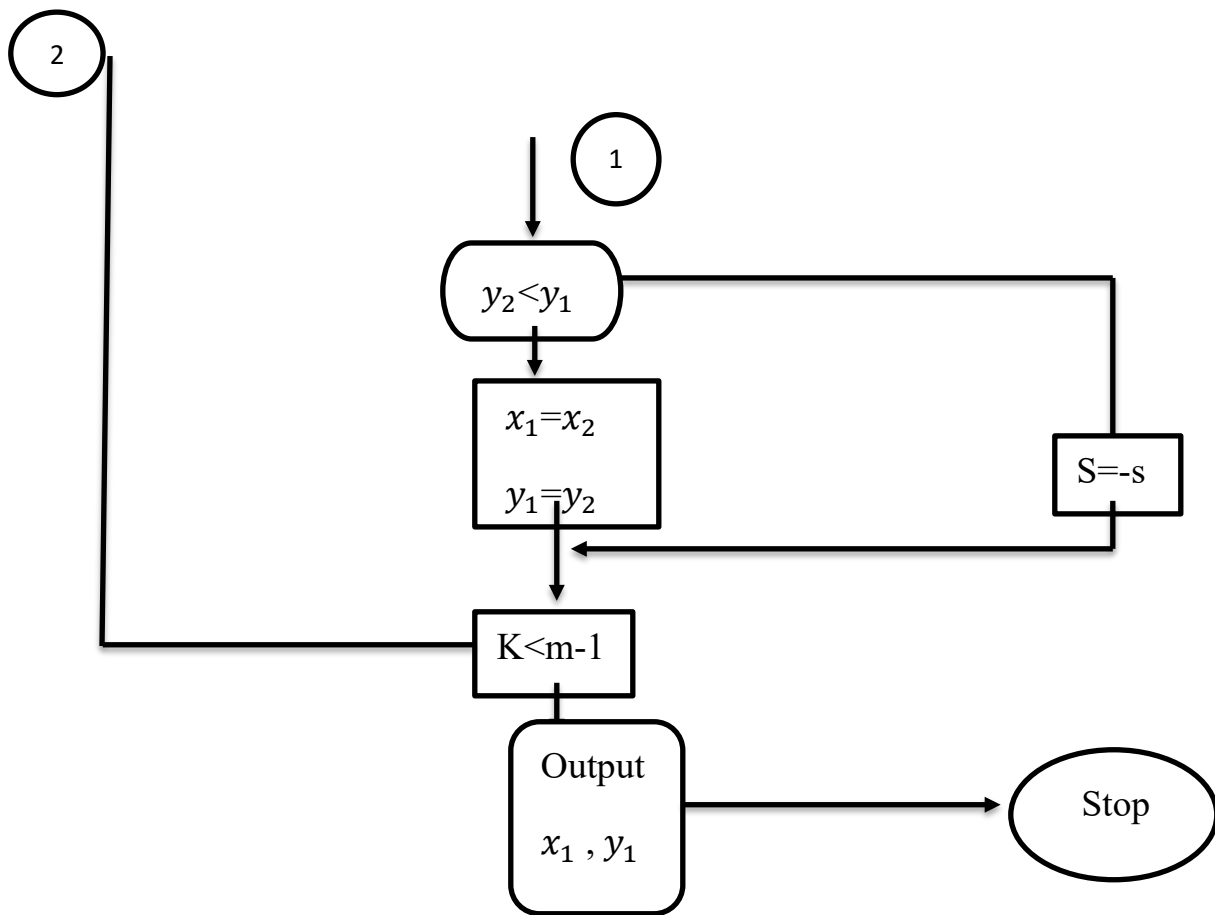 2
1
𝑦₂<𝑦₁
𝑥₁=𝑥₂
𝑦₁=𝑦₂
S=-s
K<m-1
Output
𝑥₁ , 𝑦₁
Stop